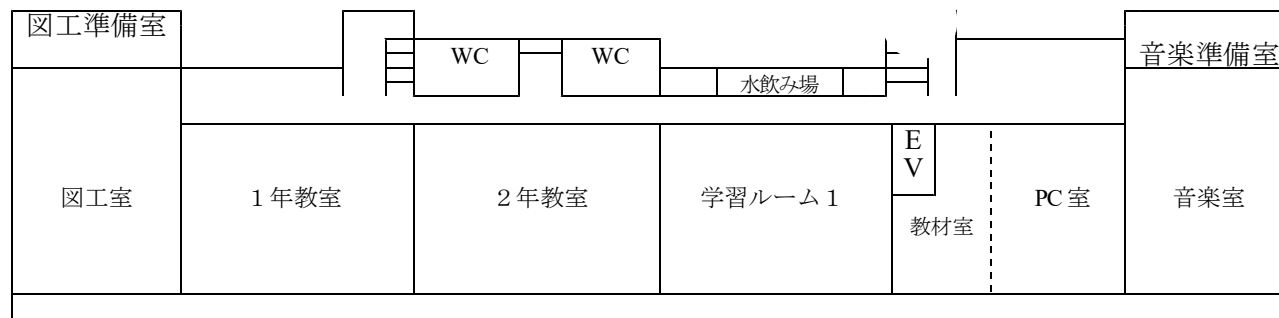 図工準備室
WC
WC
水飲み場
音楽準備室
図工室
１年教室
２年教室
学習ルーム１
EV
教材室
PC室
音楽室